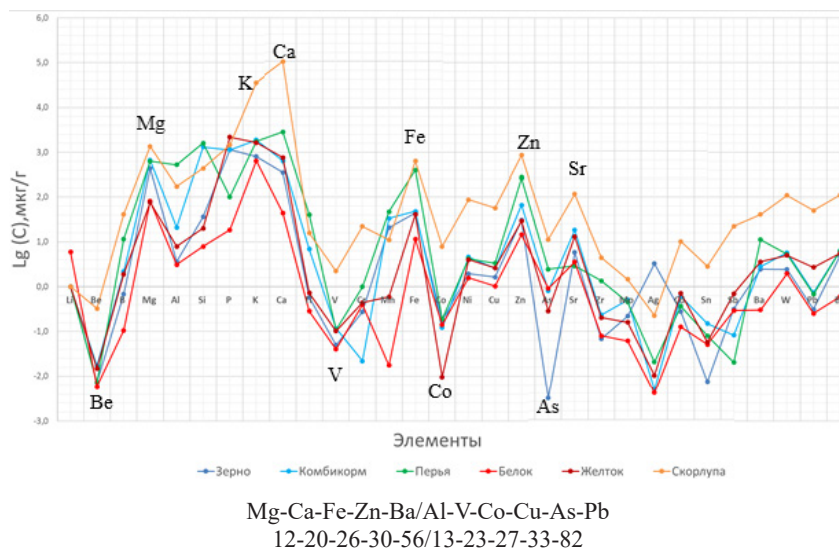 6,0
5,0
4,0
3,0
2,0
1,0
0,0
-1,0
-2,0
-3,0
Lg (C),мкг/г
Ca
K
Mg
Fe
Zn
Sr
Li Be B Mg Al Si P K Ca V Mn Fe Co Ni Cu Zn As Sr Zr Mo Ag Sn Ba W Pb
Be
V
Co
As
Элементы
Зерно Комбикорм Перья Белок Желток Скорлупа
Mg-Ca-Fe-Zn-Ba/Al-V-Co-Cu-As-Pb
12-20-26-30-56/13-23-27-33-82